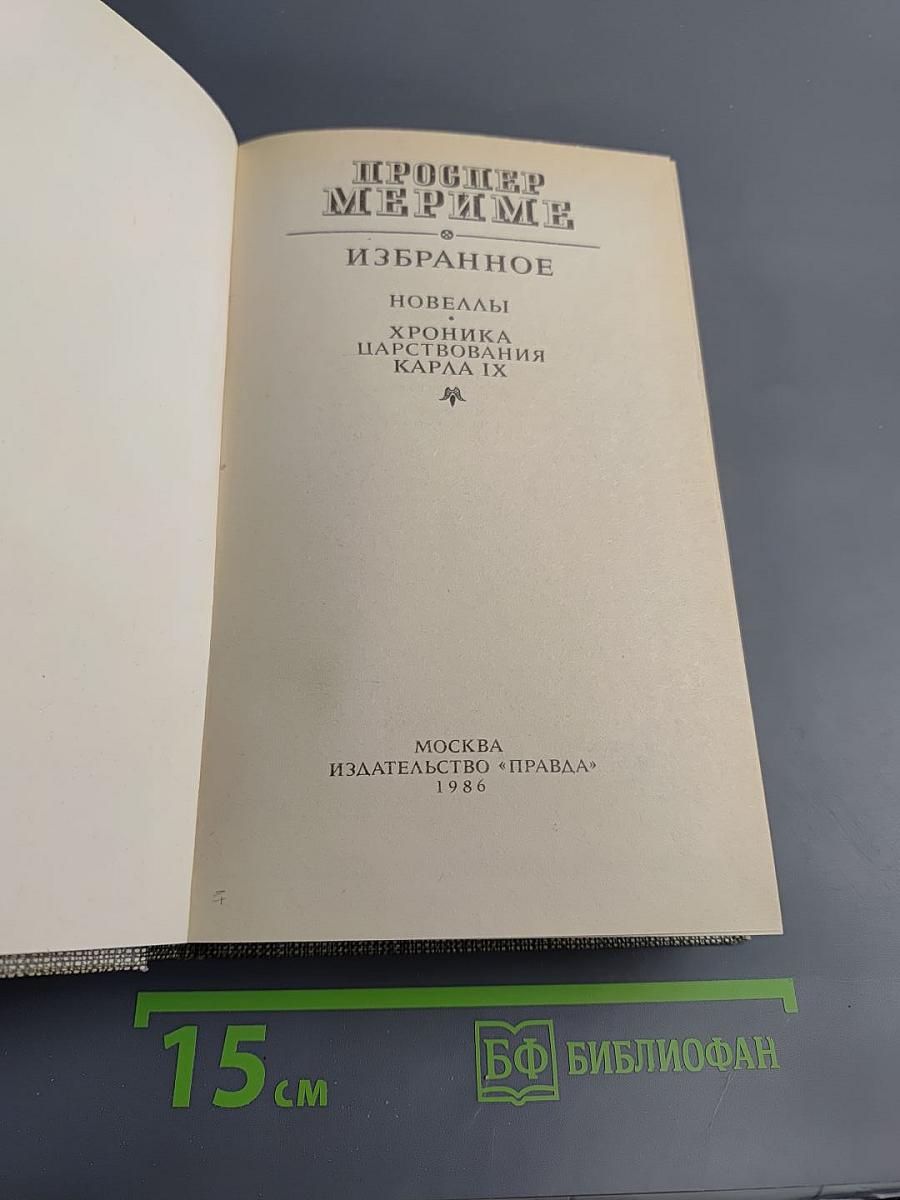 ПРОСПЕР
МЕРИМЕ
ИЗБРАННОЕ
НОВЕЛЛЫ
•
ХРОНИКА
ЦАРСТВОВАНИЯ
КАРЛА IX
МОСКВА
ИЗДАТЕЛЬСТВО «ПРАВДА»
1986
15 см
БФ БИБЛИОФАН